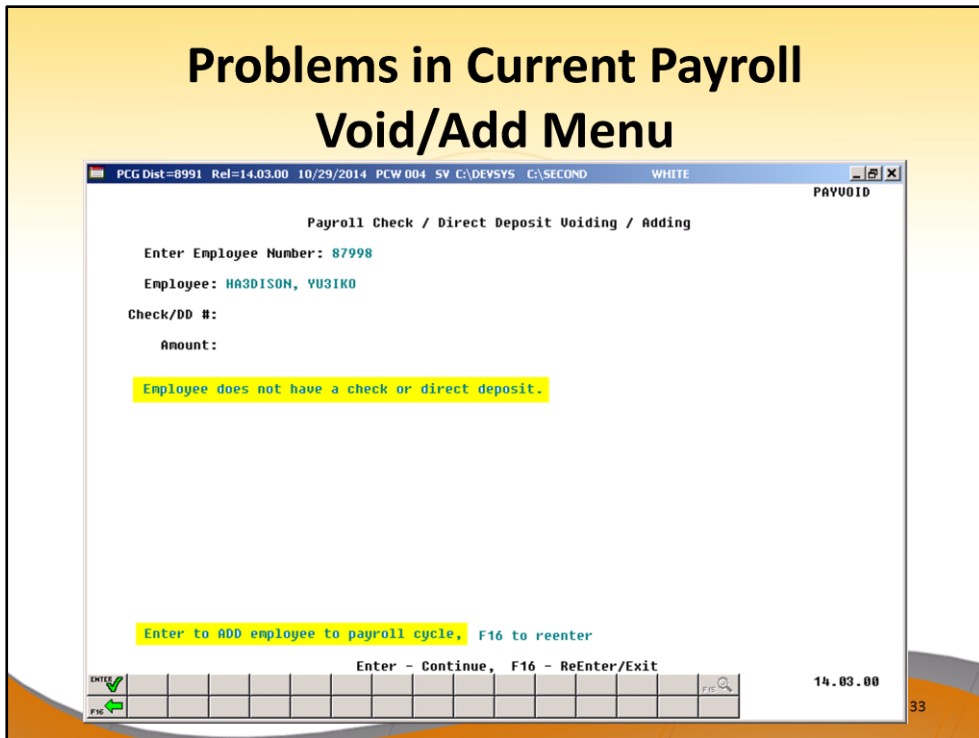 Problems in Current Payroll
Void/Add Menu
PCG Dist=8991 Rel=14.03.00 10/29/2014 PCW 004 SV C:\DEVSYS C:\SECOND WHITE
PAYVOID
Payroll Check / Direct Deposit Voiding / Adding
Enter Employee Number: 87998
Employee: HA3DISON, YU3IKO
Check/DD #:
Amount:
Employee does not have a check or direct deposit.
Enter to ADD employee to payroll cycle, F16 to reenter
Enter - Continue, F16 - ReEnter/Exit
ENTER
F15
14.03.00
F16
33